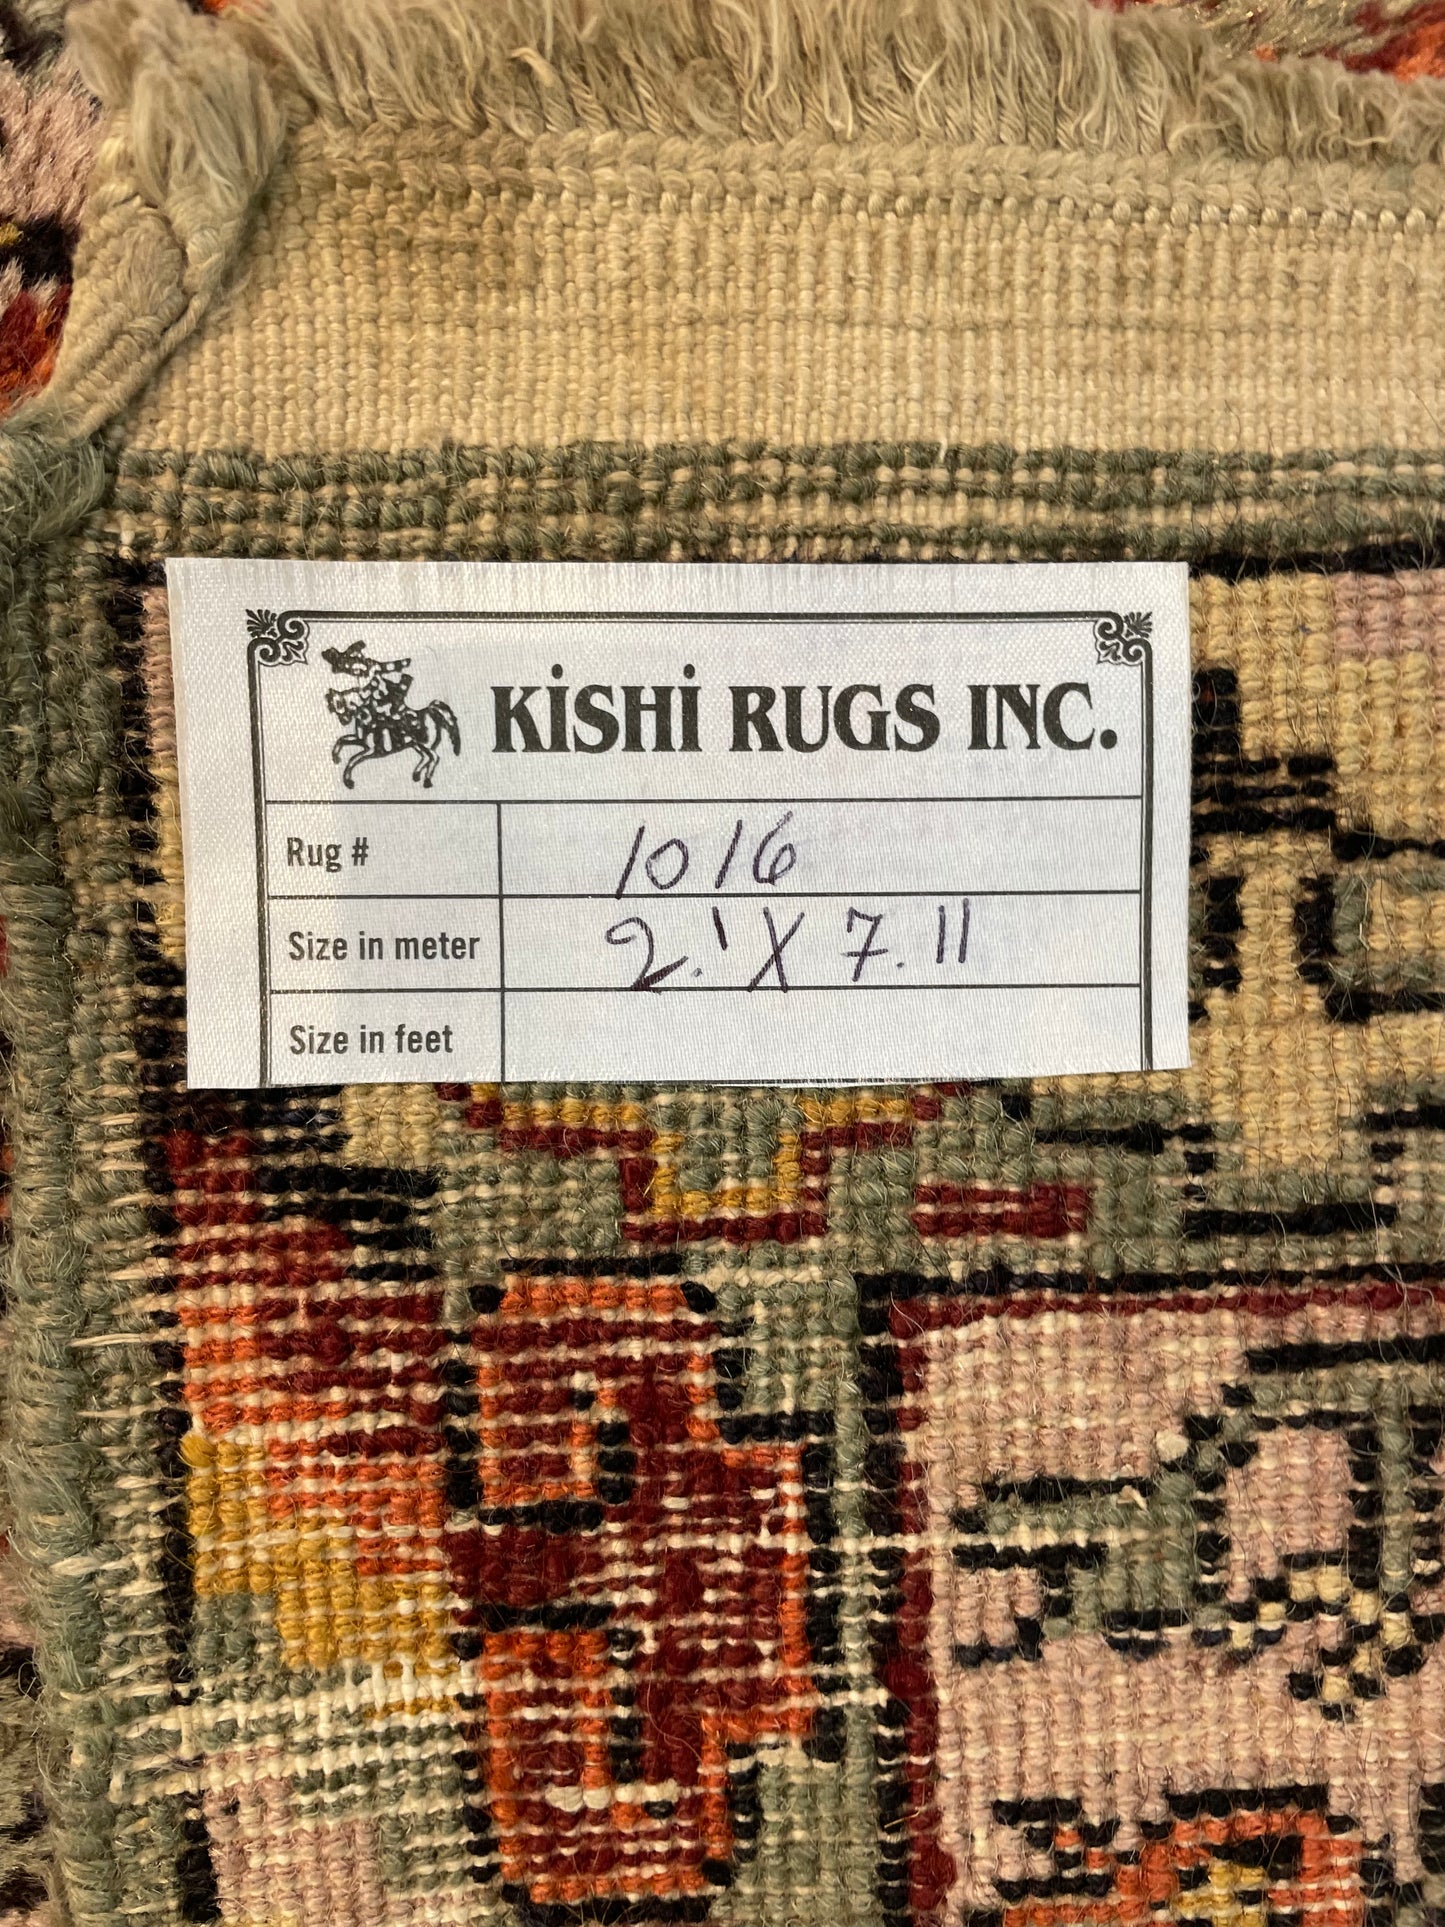 KiSHi RUGS INC.
Rug # 1016
Size in meter 2.' X 7.11
Size in feet